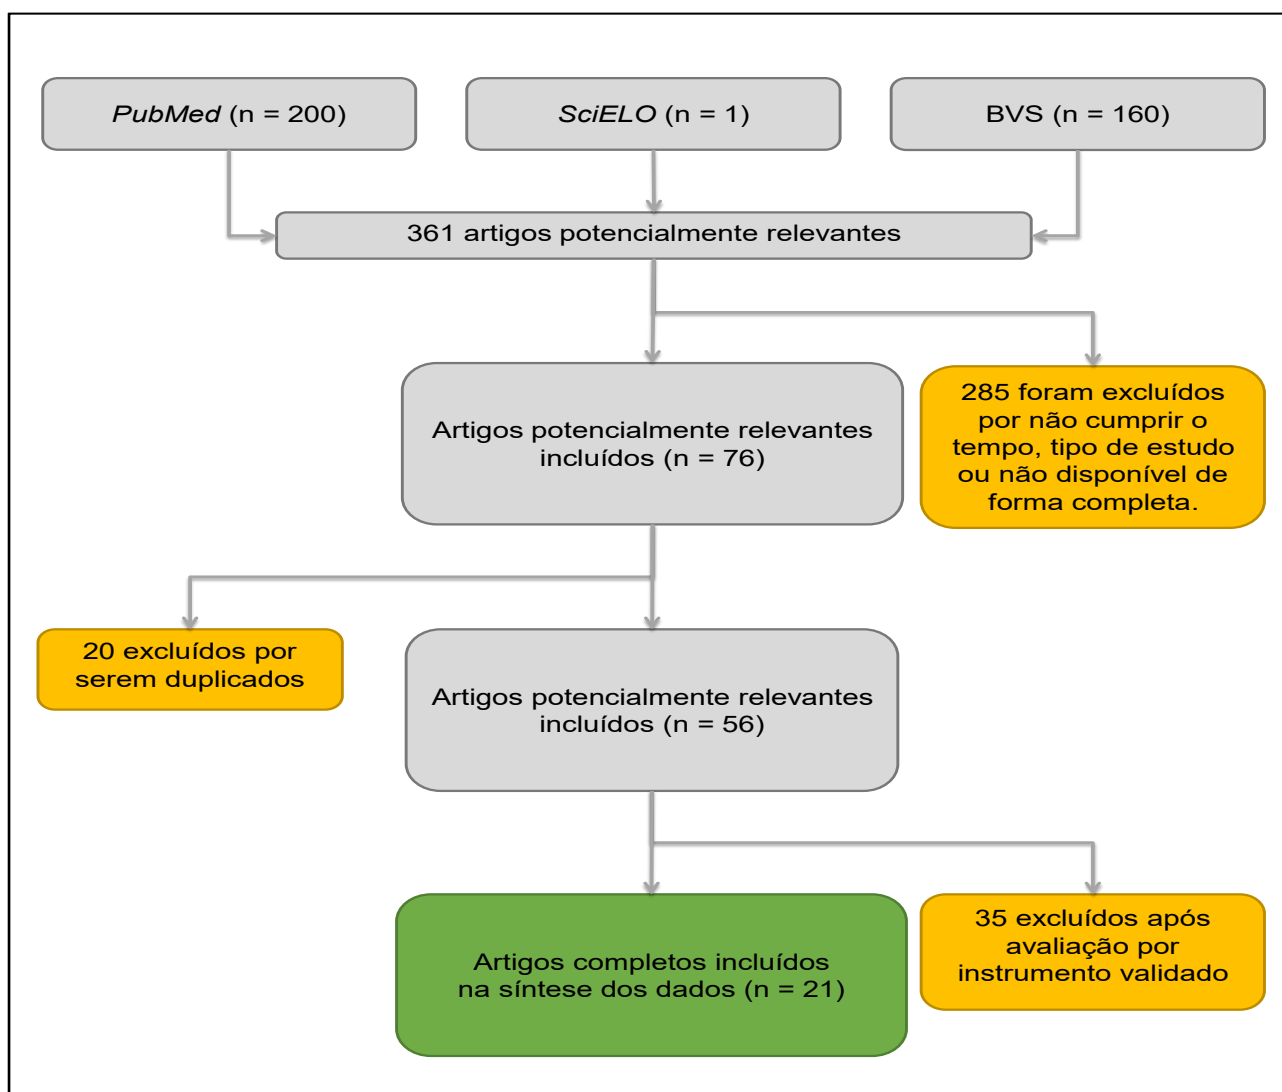 PubMed (n = 200)
SciELO (n = 1)
BVS (n = 160)
361 artigos potencialmente relevantes
Artigos potencialmente relevantes
incluídos (n = 76)
285 foram excluídos
por não cumprir o
tempo, tipo de estudo
ou não disponível de
forma completa.
20 excluídos por
serem duplicados
Artigos potencialmente relevantes
incluídos (n = 56)
Artigos completos incluídos
na síntese dos dados (n = 21)
35 excluídos após
avaliação por
instrumento validado